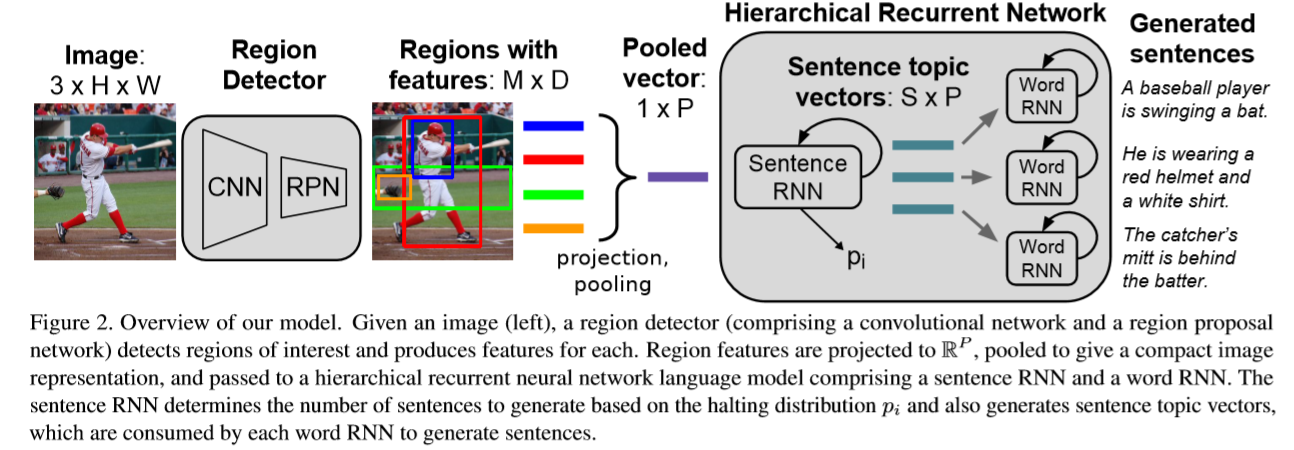 Image:
3 x H x W
Region
Detector
CNN
RPN
Regions with
features: M x D
projection,
pooling
Pooled
vector:
1 x P
Hierarchical Recurrent Network
Sentence topic
vectors: S x P
Sentence
RNN
pi
Word
RNN
Word
RNN
Word
RNN
Generated
sentences
A baseball player
is swinging a bat.
He is wearing a
red helmet and
a white shirt.
The catcher's
mitt is behind
the batter.
Figure 2. Overview of our model. Given an image (left), a region detector (comprising a convolutional network and a region proposal
network) detects regions of interest and produces features for each. Region features are projected to ℝᴾ, pooled to give a compact image
representation, and passed to a hierarchical recurrent neural network language model comprising a sentence RNN and a word RNN. The
sentence RNN determines the number of sentences to generate based on the halting distribution pᵢ and also generates sentence topic vectors,
which are consumed by each word RNN to generate sentences.